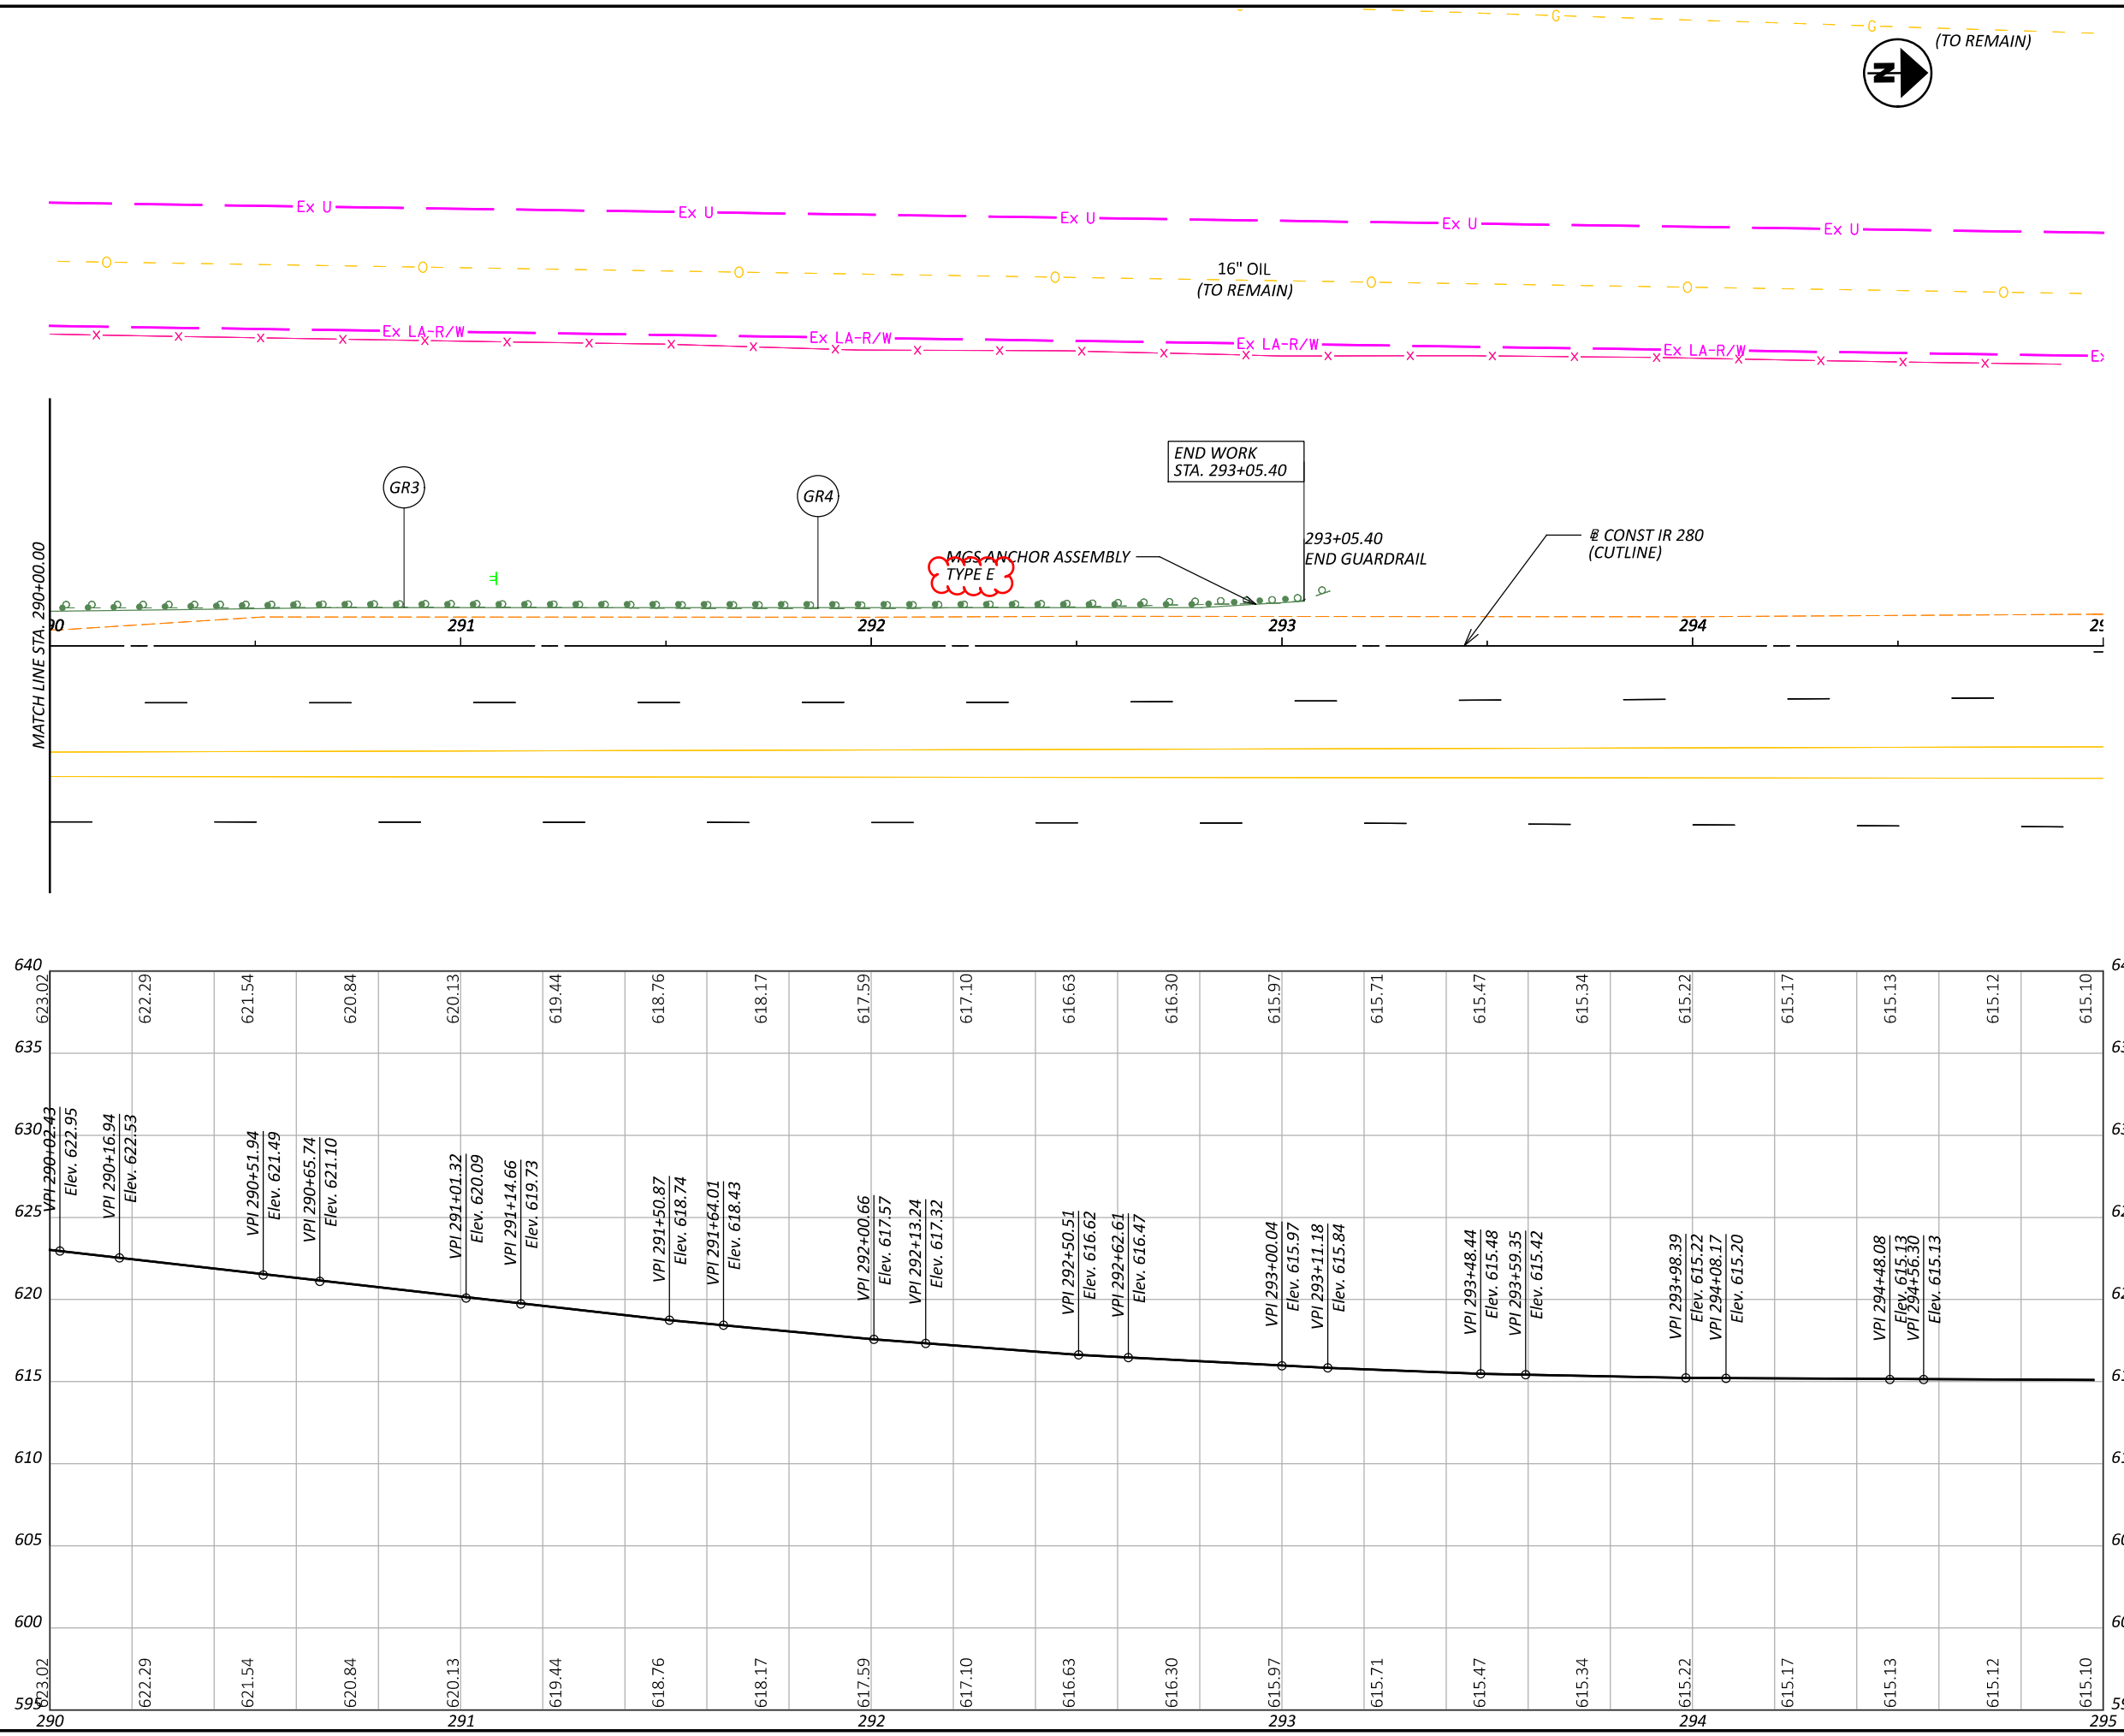 G
G
(TO REMAIN)
N
Ex U
Ex U
Ex U
Ex U
Ex U
O
O
O
O
16" OIL
(TO REMAIN)
O
O
O
Ex LA-R/W
Ex LA-R/W
Ex LA-R/W
Ex LA-R/W
Ex
GR3
GR4
END WORK
STA. 293+05.40
MGS ANCHOR ASSEMBLY
TYPE E
293+05.40
END GUARDRAIL
CONST IR 280
(CUTLINE)
MATCH LINE STA. 290+00.00
90
291
292
293
294
29
640
635
630
625
620
615
610
605
600
595
623.02
622.29
621.54
620.84
620.13
619.44
618.76
618.17
617.59
617.10
616.63
616.30
615.97
615.71
615.47
615.34
615.22
615.17
615.13
615.12
615.10
VPI 290+02.43
Elev. 622.95
VPI 290+16.94
Elev. 622.53
VPI 290+51.94
Elev. 621.49
VPI 290+65.74
Elev. 621.10
VPI 291+01.32
Elev. 620.09
VPI 291+14.66
Elev. 619.73
VPI 291+50.87
Elev. 618.74
VPI 291+64.01
Elev. 618.43
VPI 292+00.66
Elev. 617.57
VPI 292+13.24
Elev. 617.32
VPI 292+50.51
Elev. 616.62
VPI 292+62.61
Elev. 616.47
VPI 293+00.04
Elev. 615.97
VPI 293+11.18
Elev. 615.84
VPI 293+48.44
Elev. 615.48
VPI 293+59.35
Elev. 615.42
VPI 293+98.39
Elev. 615.22
VPI 294+08.17
Elev. 615.20
VPI 294+48.08
Elev. 615.13
VPI 294+56.30
Elev. 615.13
623.02
622.29
621.54
620.84
620.13
619.44
618.76
618.17
617.59
617.10
616.63
616.30
615.97
615.71
615.47
615.34
615.22
615.17
615.13
615.12
615.10
290
291
292
293
294
295